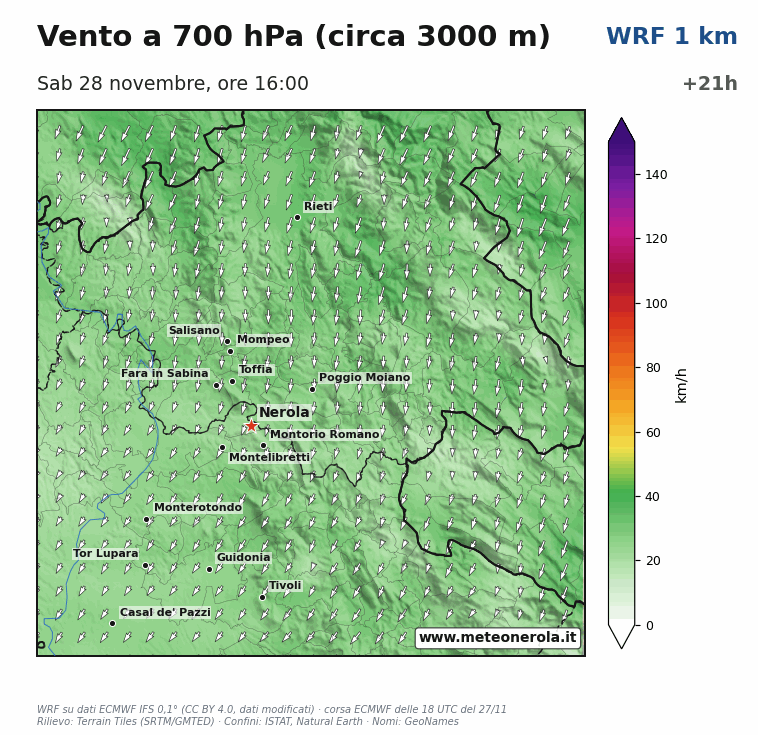 Vento a 700 hPa (circa 3000 m)
WRF 1 km
Sab 28 novembre, ore 16:00
+21h
Rieti
Salisano
Mompeo
Fara in Sabina
Toffia
Poggio Moiano
Nerola
Montorio Romano
Montelibretti
Monterotondo
Tor Lupara
Guidonia
Tivoli
Casal de' Pazzi
www.meteonerola.it
140
120
100
80
60
40
20
0
km/h
WRF su dati ECMWF IFS 0,1° (CC BY 4.0, dati modificati) · corsa ECMWF delle 18 UTC del 27/11
Rilievo: Terrain Tiles (SRTM/GMTED) · Confini: ISTAT, Natural Earth · Nomi: GeoNames